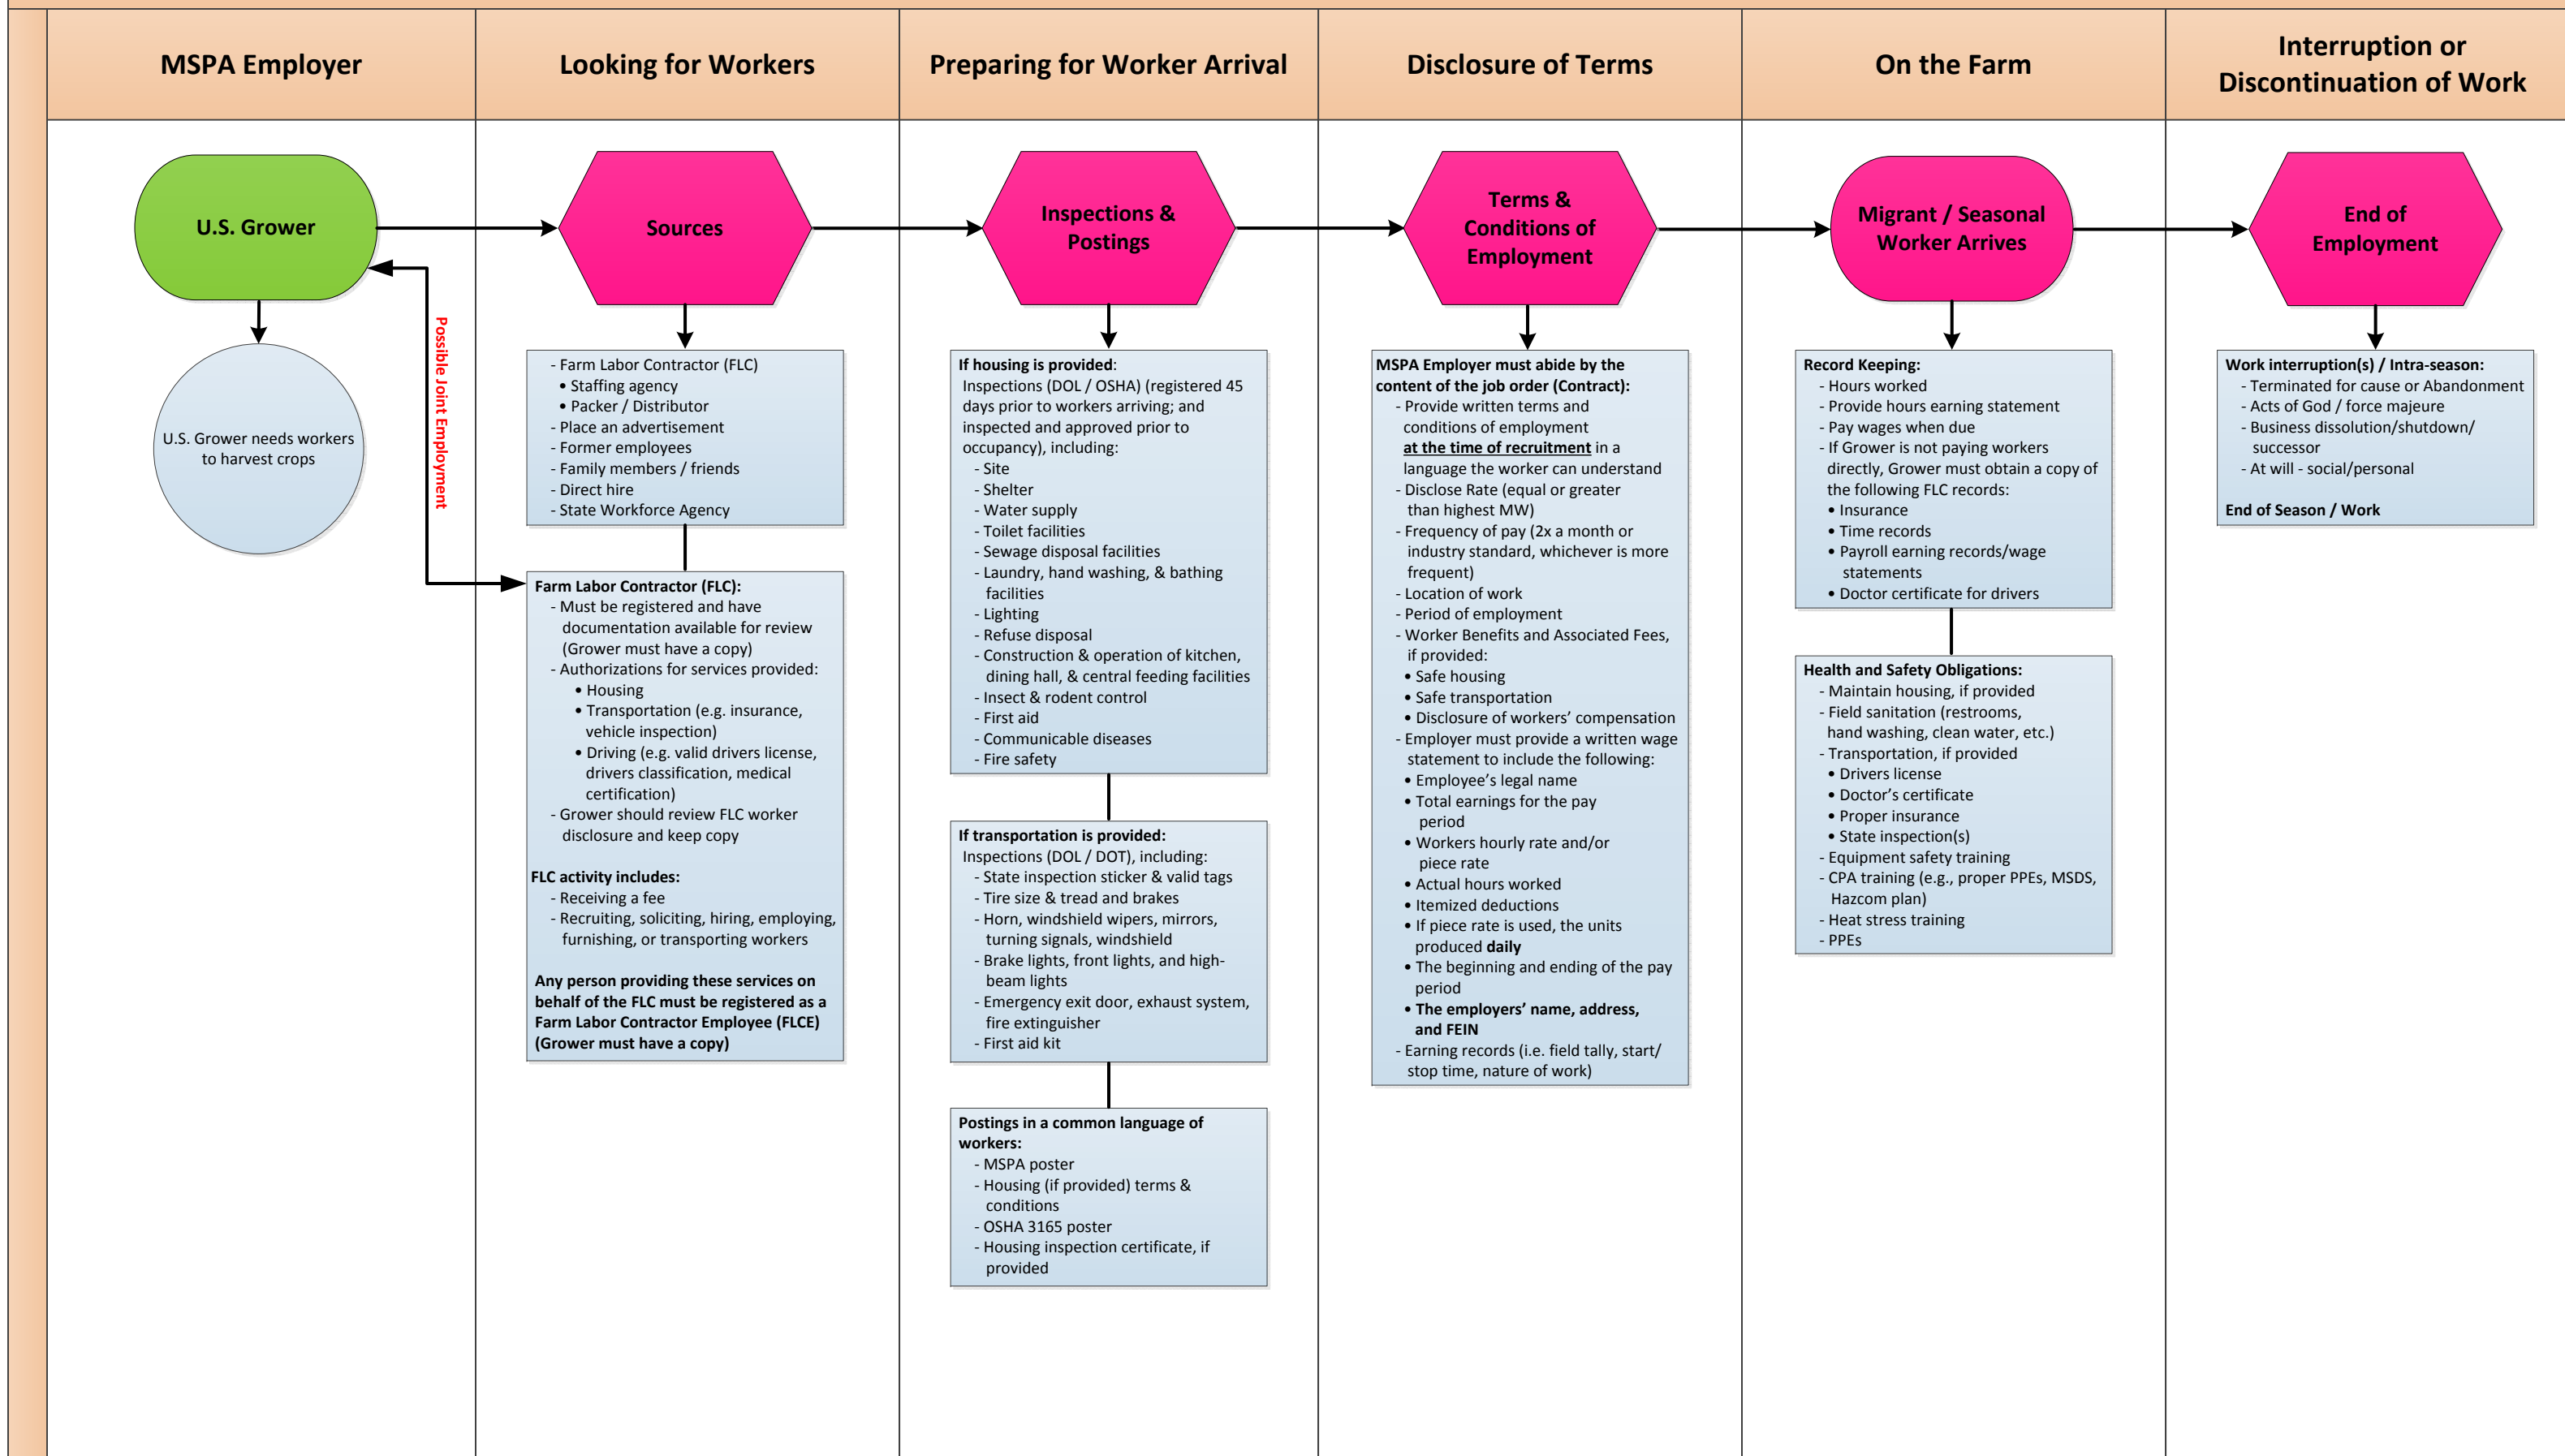 MSPA Employer
Looking for Workers
Preparing for Worker Arrival
Disclosure of Terms
On the Farm
Interruption or
Discontinuation of Work
U.S. Grower
Sources
Inspections &
Postings
Terms &
Conditions of
Employment
Migrant / Seasonal
Worker Arrives
End of
Employment
U.S. Grower needs workers
to harvest crops
Possible Joint Employment
- Farm Labor Contractor (FLC)
• Staffing agency
• Packer / Distributor
- Place an advertisement
- Former employees
- Family members / friends
- Direct hire
- State Workforce Agency
Farm Labor Contractor (FLC):
- Must be registered and have
documentation available for review
(Grower must have a copy)
- Authorizations for services provided:
• Housing
• Transportation (e.g. insurance,
vehicle inspection)
• Driving (e.g. valid drivers license,
drivers classification, medical
certification)
- Grower should review FLC worker
disclosure and keep copy
FLC activity includes:
- Receiving a fee
- Recruiting, soliciting, hiring, employing,
furnishing, or transporting workers
Any person providing these services on
behalf of the FLC must be registered as a
Farm Labor Contractor Employee (FLCE)
(Grower must have a copy)
If housing is provided:
Inspections (DOL / OSHA) (registered 45
days prior to workers arriving; and
inspected and approved prior to
occupancy), including:
- Site
- Shelter
- Water supply
- Toilet facilities
- Sewage disposal facilities
- Laundry, hand washing, & bathing
facilities
- Lighting
- Refuse disposal
- Construction & operation of kitchen,
dining hall, & central feeding facilities
- Insect & rodent control
- First aid
- Communicable diseases
- Fire safety
If transportation is provided:
Inspections (DOL / DOT), including:
- State inspection sticker & valid tags
- Tire size & tread and brakes
- Horn, windshield wipers, mirrors,
turning signals, windshield
- Brake lights, front lights, and high-
beam lights
- Emergency exit door, exhaust system,
fire extinguisher
- First aid kit
Postings in a common language of
workers:
- MSPA poster
- Housing (if provided) terms &
conditions
- OSHA 3165 poster
- Housing inspection certificate, if
provided
MSPA Employer must abide by the
content of the job order (Contract):
- Provide written terms and
conditions of employment
at the time of recruitment in a
language the worker can understand
- Disclose Rate (equal or greater
than highest MW)
- Frequency of pay (2x a month or
industry standard, whichever is more
frequent)
- Location of work
- Period of employment
- Worker Benefits and Associated Fees,
if provided:
• Safe housing
• Safe transportation
• Disclosure of workers' compensation
- Employer must provide a written wage
statement to include the following:
• Employee's legal name
• Total earnings for the pay
period
• Workers hourly rate and/or
piece rate
• Actual hours worked
• Itemized deductions
• If piece rate is used, the units
produced daily
• The beginning and ending of the pay
period
• The employers' name, address,
and FEIN
- Earning records (i.e. field tally, start/
stop time, nature of work)
Record Keeping:
- Hours worked
- Provide hours earning statement
- Pay wages when due
- If Grower is not paying workers
directly, Grower must obtain a copy of
the following FLC records:
• Insurance
• Time records
• Payroll earning records/wage
statements
• Doctor certificate for drivers
Health and Safety Obligations:
- Maintain housing, if provided
- Field sanitation (restrooms,
hand washing, clean water, etc.)
- Transportation, if provided
• Drivers license
• Doctor's certificate
• Proper insurance
• State inspection(s)
- Equipment safety training
- CPA training (e.g., proper PPEs, MSDS,
Hazcom plan)
- Heat stress training
- PPEs
Work interruption(s) / Intra-season:
- Terminated for cause or Abandonment
- Acts of God / force majeure
- Business dissolution/shutdown/
successor
- At will - social/personal
End of Season / Work